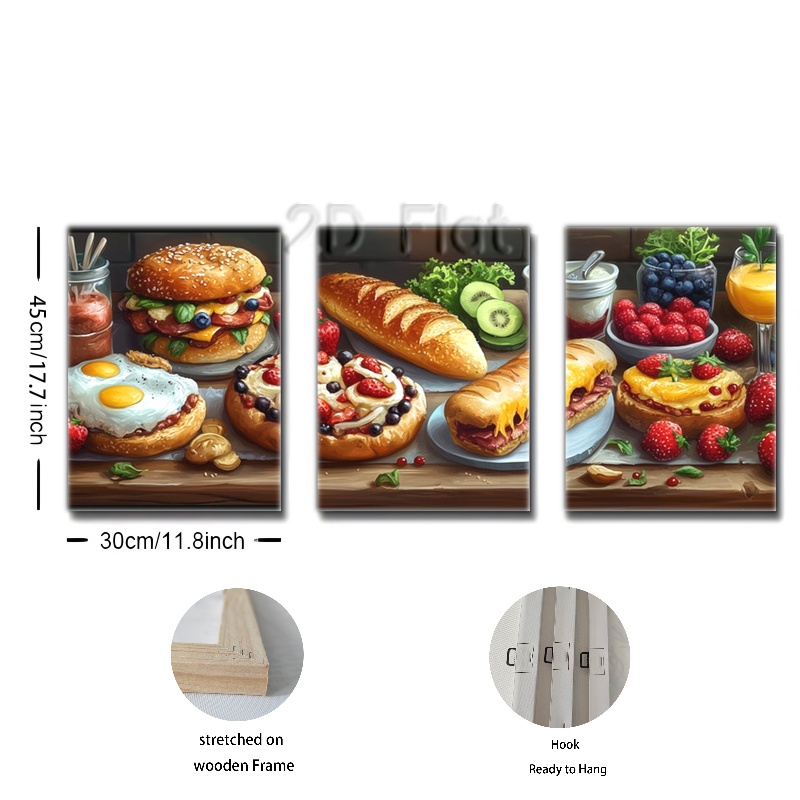 2D Flat
45cm/17.7inch
30cm/11.8inch
stretched on
wooden Frame
Hook
Ready to Hang